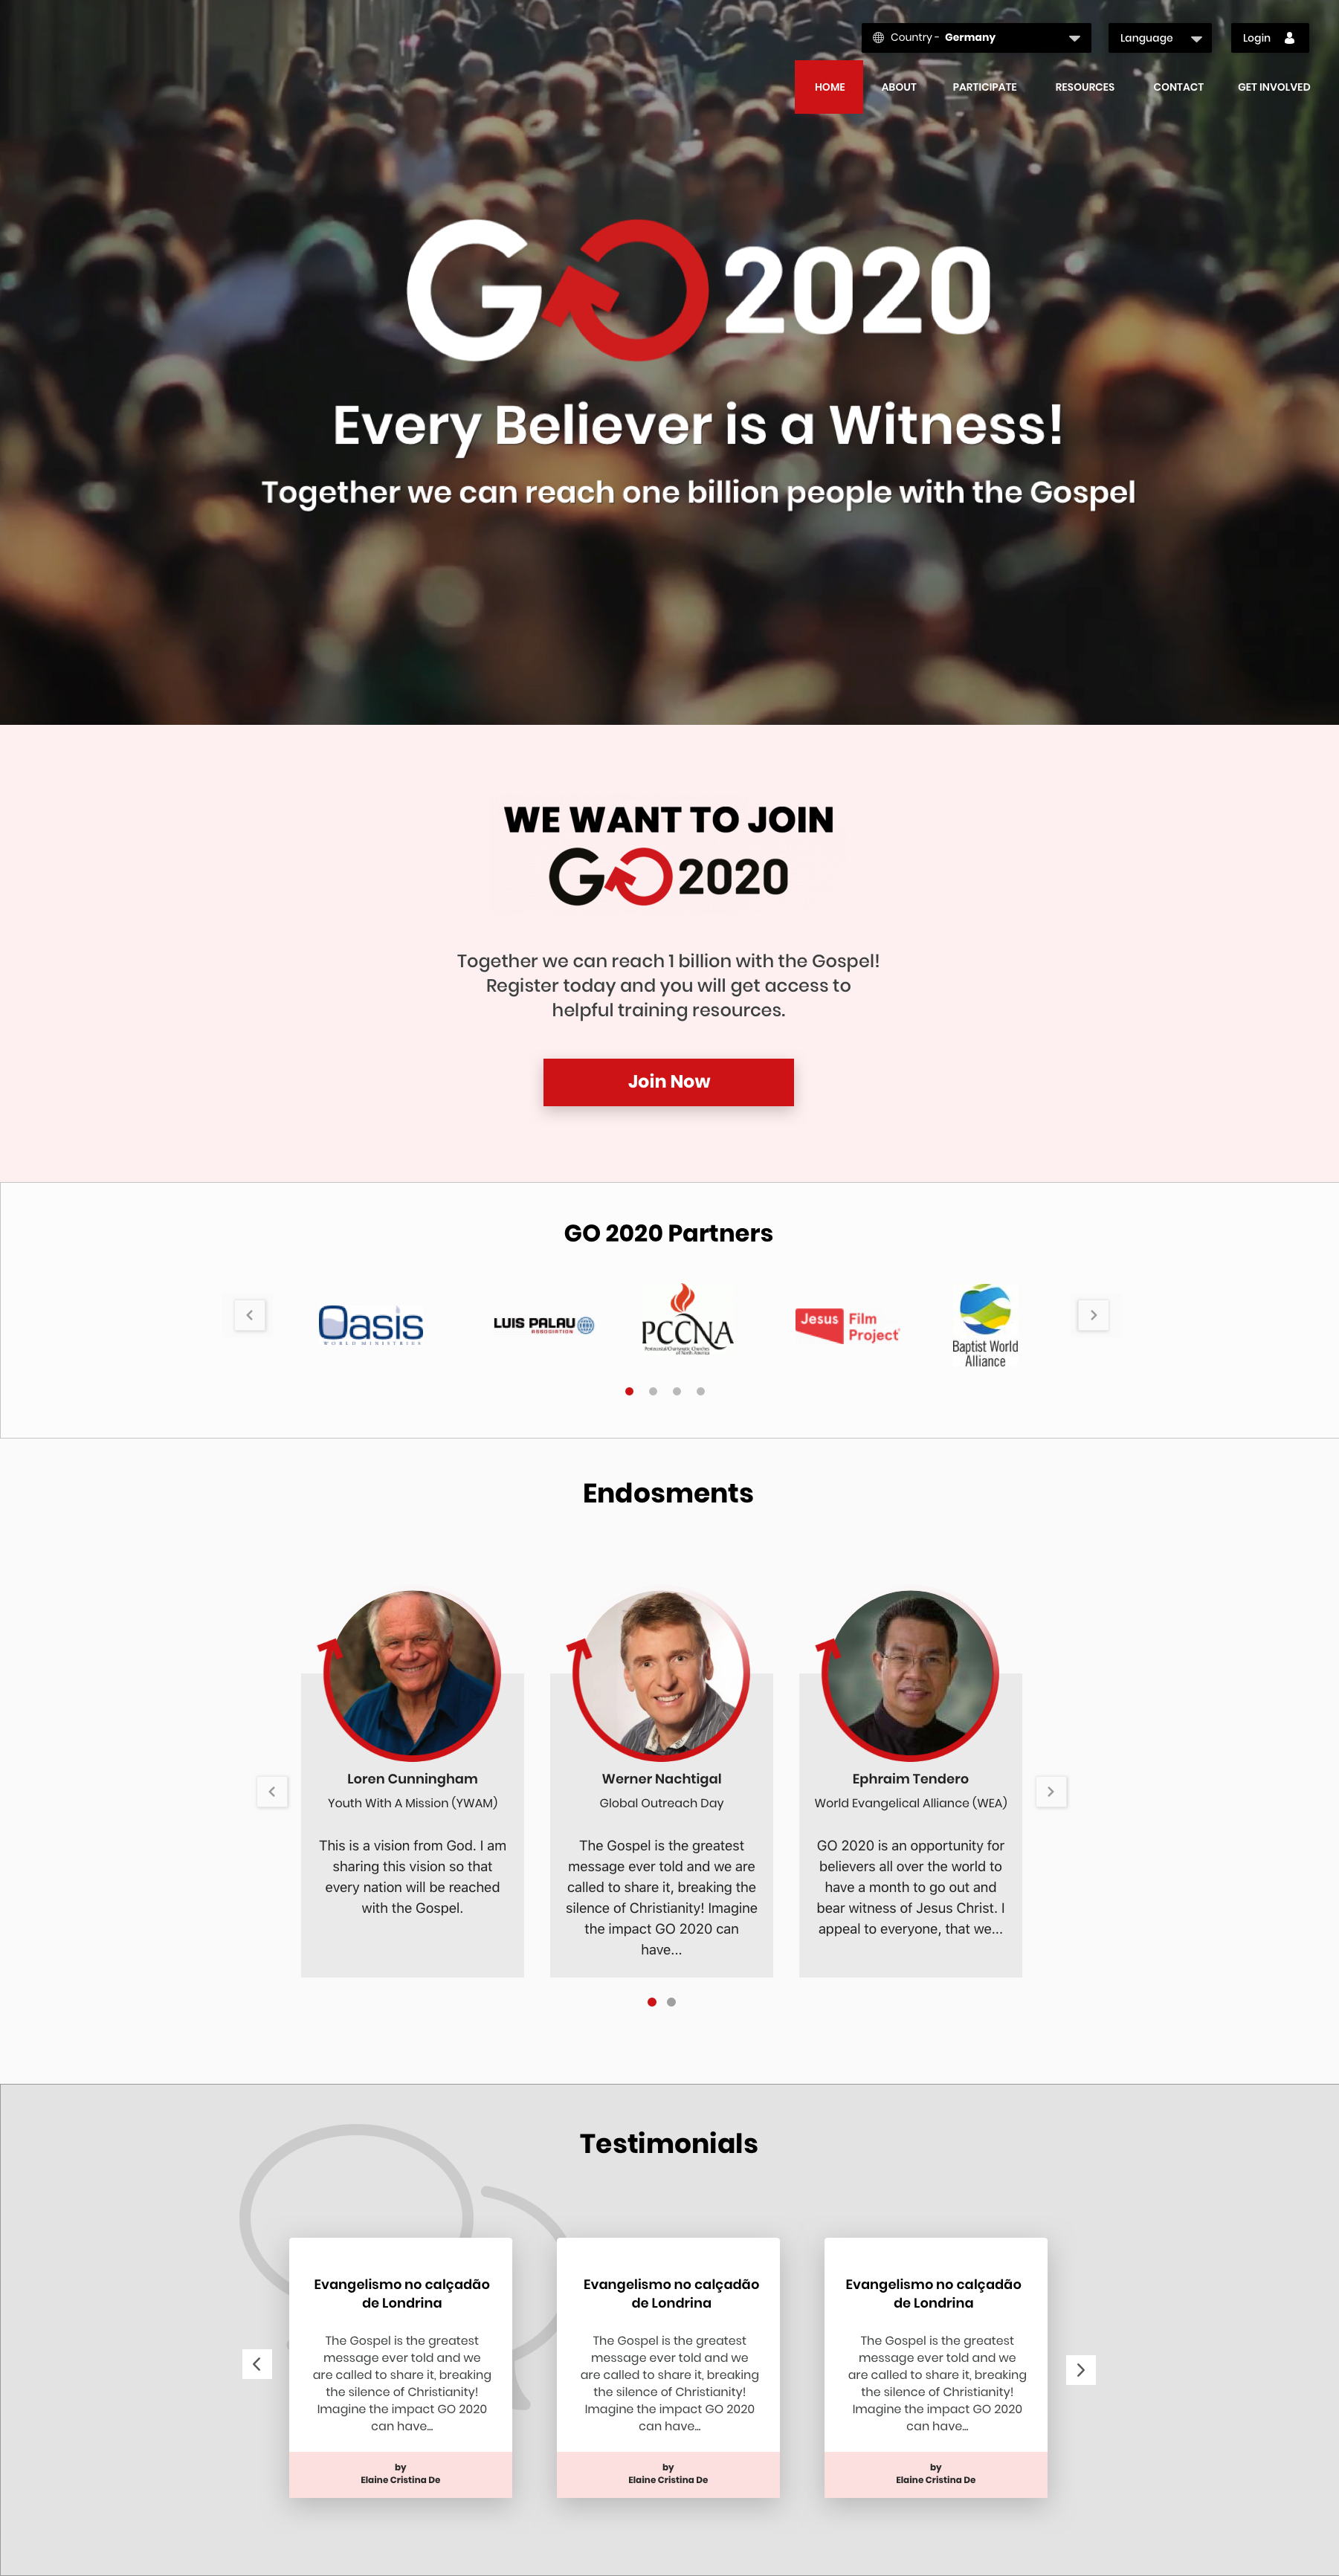 Country - Germany
Language
Login
HOME
ABOUT
PARTICIPATE
RESOURCES
CONTACT
GET INVOLVED
GO 2020
Every Believer is a Witness!
Together we can reach one billion people with the Gospel
WE WANT TO JOIN
GO 2020
Together we can reach 1 billion with the Gospel!
Register today and you will get access to
helpful training resources.
Join Now
GO 2020 Partners
Oasis
WORLD MINISTRIES
LUIS PALAU
ASSOCIATION
PCCNA
Pentecostal/Charismatic Churches
of North America
Jesus Film
Project
Baptist World
Alliance
Endosments
Loren Cunningham
Youth With A Mission (YWAM)
This is a vision from God. I am
sharing this vision so that
every nation will be reached
with the Gospel.
Werner Nachtigal
Global Outreach Day
The Gospel is the greatest
message ever told and we are
called to share it, breaking the
silence of Christianity! Imagine
the impact GO 2020 can
have...
Ephraim Tendero
World Evangelical Alliance (WEA)
GO 2020 is an opportunity for
believers all over the world to
have a month to go out and
bear witness of Jesus Christ. I
appeal to everyone, that we...
Testimonials
Evangelismo no calçadão
de Londrina
The Gospel is the greatest
message ever told and we
are called to share it, breaking
the silence of Christianity!
Imagine the impact GO 2020
can have...
by
Elaine Cristina De
Evangelismo no calçadão
de Londrina
The Gospel is the greatest
message ever told and we
are called to share it, breaking
the silence of Christianity!
Imagine the impact GO 2020
can have...
by
Elaine Cristina De
Evangelismo no calçadão
de Londrina
The Gospel is the greatest
message ever told and we
are called to share it, breaking
the silence of Christianity!
Imagine the impact GO 2020
can have...
by
Elaine Cristina De